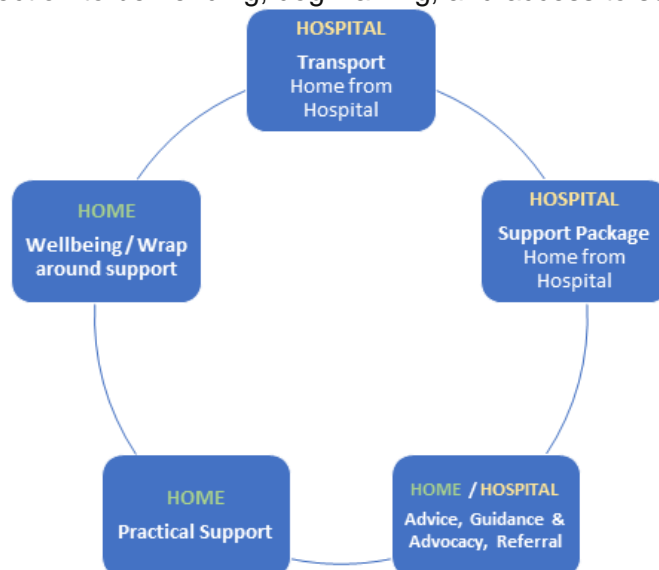 HOSPITAL
Transport
Home from
Hospital
HOSPITAL
Support Package
Home from
Hospital
HOME / HOSPITAL
Advice, Guidance &
Advocacy, Referral
HOME
Practical Support
HOME
Wellbeing / Wrap
around support